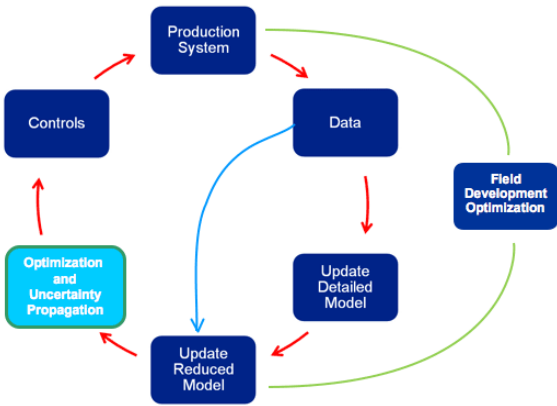 Production
System
Controls
Data
Field
Development
Optimization
Optimization
and
Uncertainty
Propagation
Update
Detailed
Model
Update
Reduced
Model